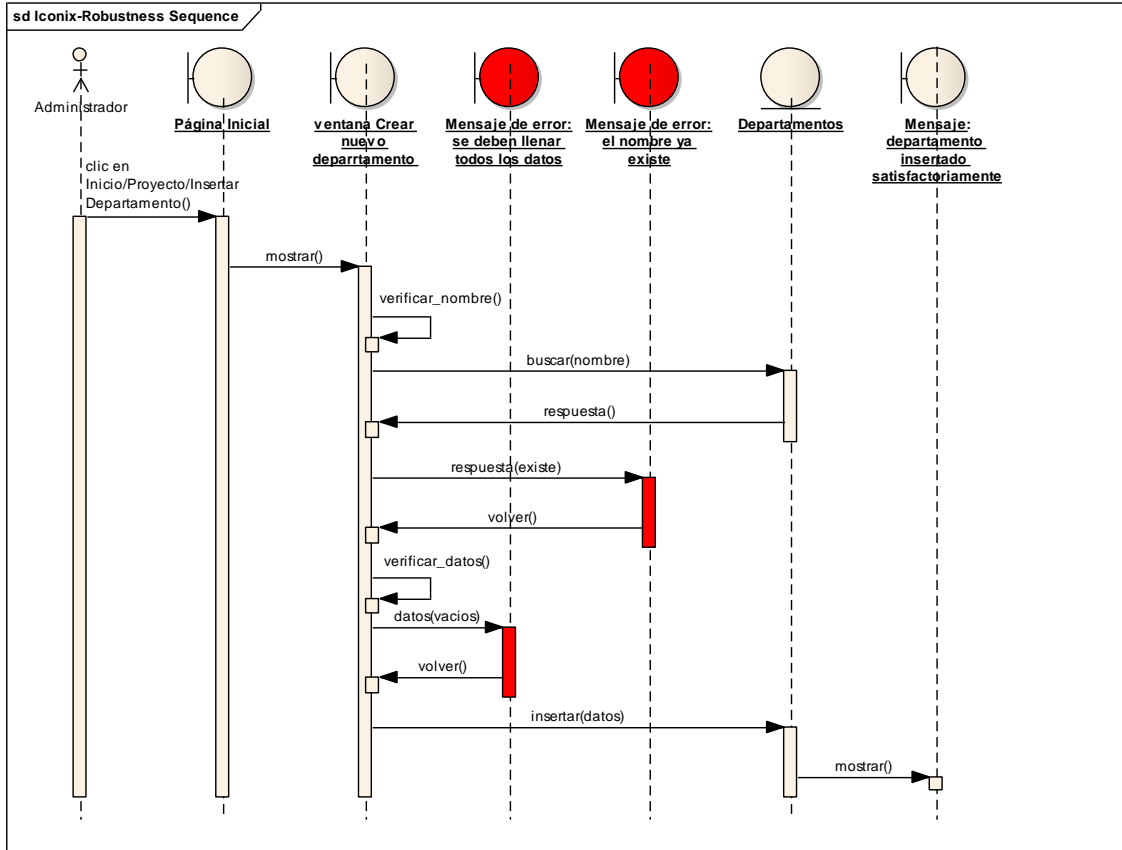 sd Iconix-Robustness Sequence
Administrador
Página Inicial
ventana Crear
nuevo
deparrtamento
Mensaje de error:
se deben llenar
todos los datos
Mensaje de error:
el nombre ya
existe
Departamentos
Mensaje:
departamento
insertado
satisfactoriamente
clic en
Inicio/Proyecto/Insertar
Departamento()
mostrar()
verificar_nombre()
buscar(nombre)
respuesta()
respuesta(existe)
volver()
verificar_datos()
datos(vacios)
volver()
insertar(datos)
mostrar()